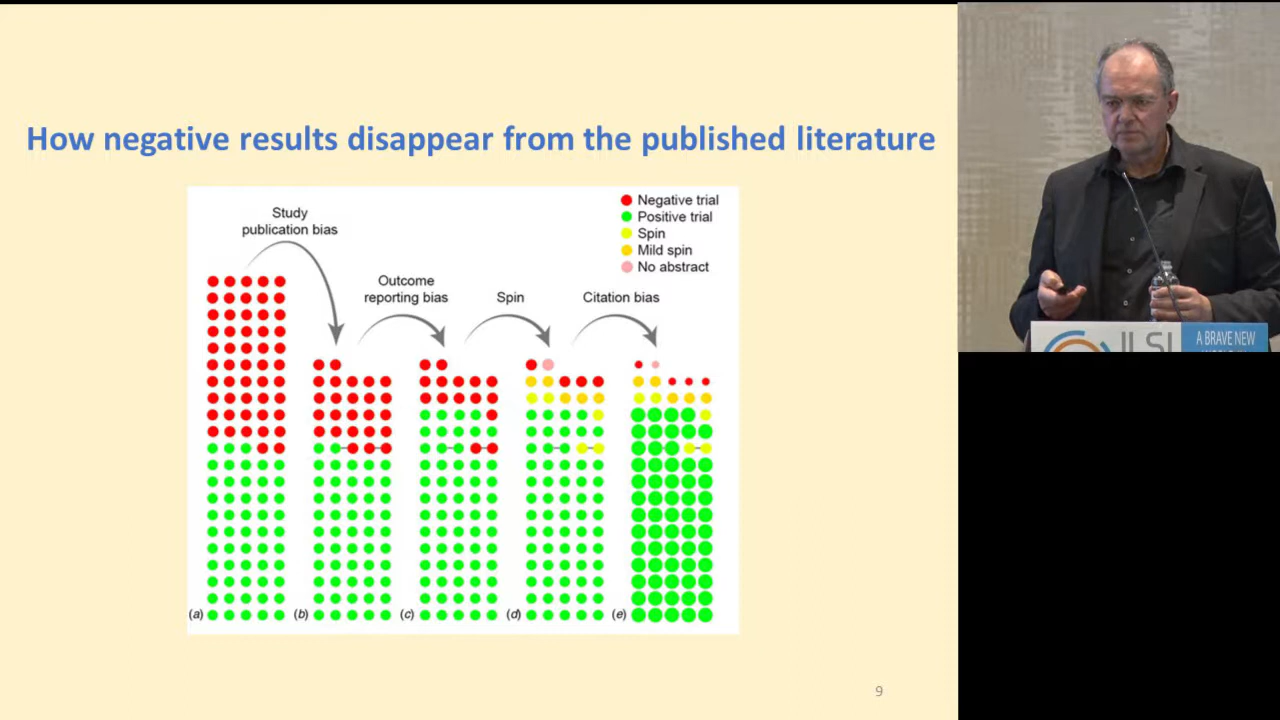 How negative results disappear from the published literature
Study
publication bias
Outcome
reporting bias
Spin
Citation bias
Negative trial
Positive trial
Spin
Mild spin
No abstract
(a)
(b)
(c)
(d)
(e)
9
ILSI
A BRAVE NEW